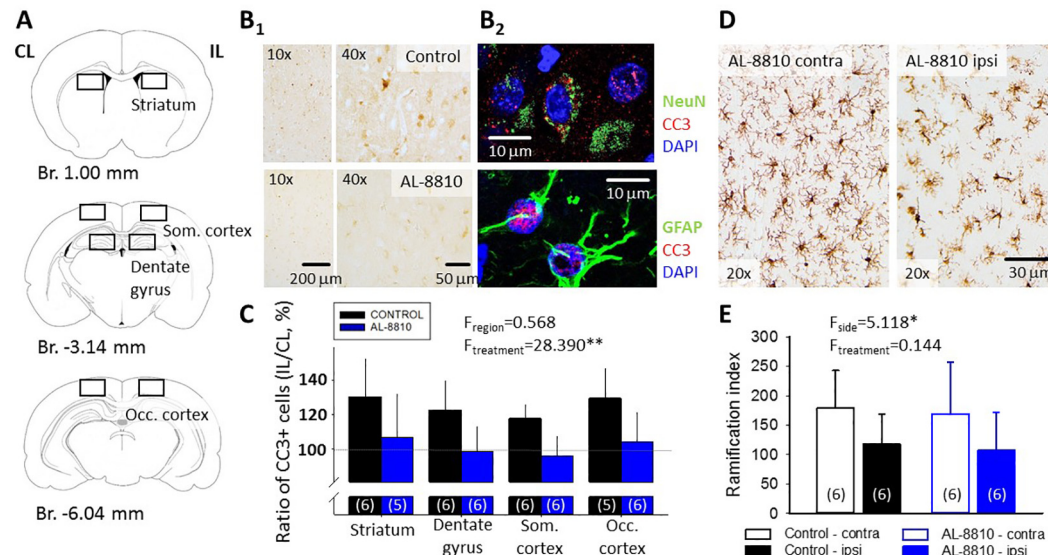 A
CL
IL
Striatum
Br. 1.00 mm
Som. cortex
Dentate
gyrus
Br. -3.14 mm
Occ. cortex
Br. -6.04 mm
B1
10x
40x
Control
10x
40x
AL-8810
200 µm
50 µm
B2
10 µm
NeuN
CC3
DAPI
10 µm
GFAP
CC3
DAPI
C
CONTROL
AL-8810
Fregion=0.568
Ftreatment=28.390**
Ratio of CC3+ cells (IL/CL, %)
140
120
100
(6)
(5)
(6)
(6)
(6)
(6)
(5)
(6)
Striatum
Dentate
gyrus
Som.
cortex
Occ.
cortex
D
AL-8810 contra
AL-8810 ipsi
20x
20x
30 µm
E
Fside=5.118*
Ftreatment=0.144
Ramification index
300
250
200
150
100
50
0
(6)
(6)
(6)
(6)
Control - contra
Control - ipsi
AL-8810 - contra
AL-8810 - ipsi